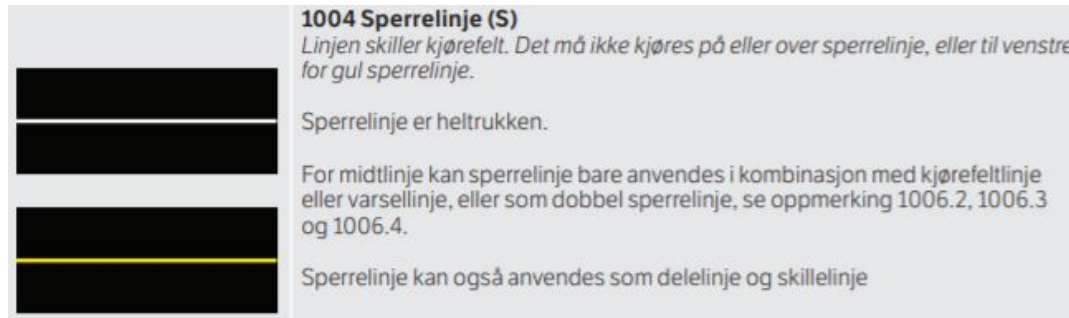 1004 Sperrelinje (S)
Linjen skiller kjørefelt. Det må ikke kjøres på eller over sperrelinje, eller til venstre
for gul sperrelinje.
Sperrelinje er heltrukken.
For midtlinje kan sperrelinje bare anvendes i kombinasjon med kjørefeltlinje
eller varsellinje, eller som dobbel sperrelinje, se oppmerking 1006.2, 1006.3
og 1006.4.
Sperrelinje kan også anvendes som delelinje og skillelinje